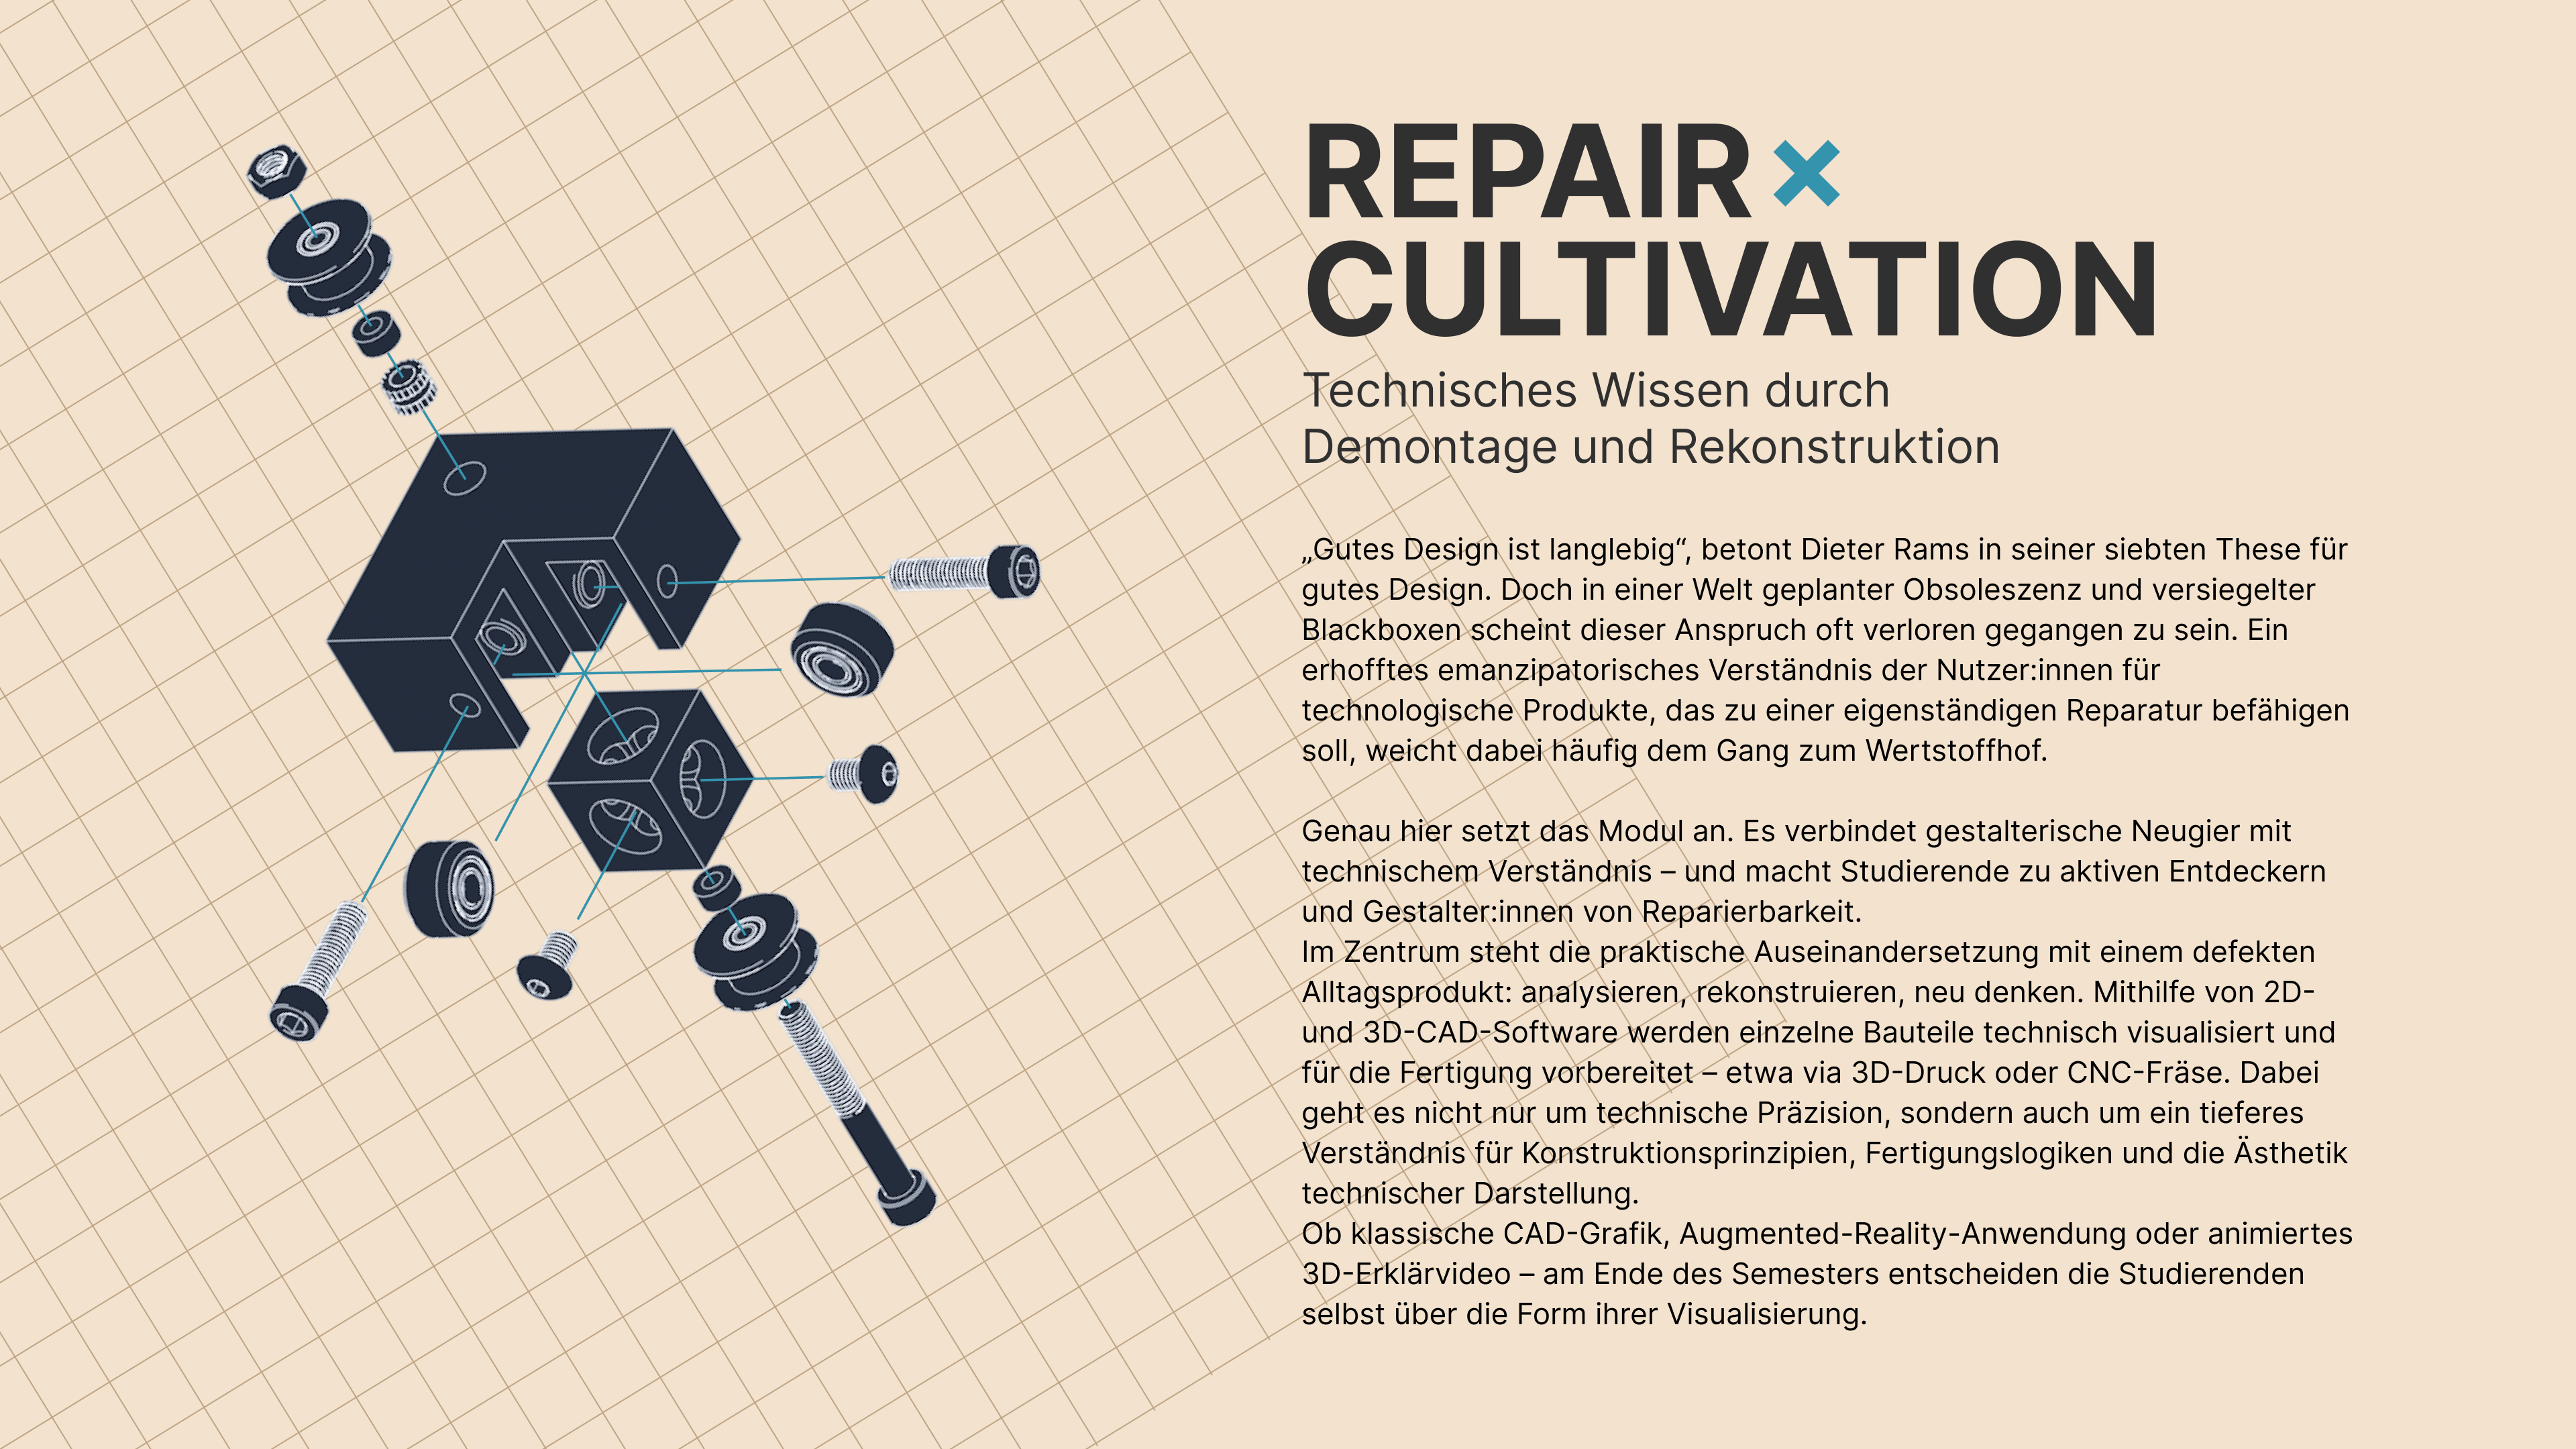 REPAIR ×
CULTIVATION
Technisches Wissen durch
Demontage und Rekonstruktion
„Gutes Design ist langlebig“, betont Dieter Rams in seiner siebten These für
gutes Design. Doch in einer Welt geplanter Obsoleszenz und versiegelter
Blackboxen scheint dieser Anspruch oft verloren gegangen zu sein. Ein
erhofftes emanzipatorisches Verständnis der Nutzer:innen für
technologische Produkte, das zu einer eigenständigen Reparatur befähigen
soll, weicht dabei häufig dem Gang zum Wertstoffhof.
Genau hier setzt das Modul an. Es verbindet gestalterische Neugier mit
technischem Verständnis – und macht Studierende zu aktiven Entdeckern
und Gestalter:innen von Reparierbarkeit.
Im Zentrum steht die praktische Auseinandersetzung mit einem defekten
Alltagsprodukt: analysieren, rekonstruieren, neu denken. Mithilfe von 2D-
und 3D-CAD-Software werden einzelne Bauteile technisch visualisiert und
für die Fertigung vorbereitet – etwa via 3D-Druck oder CNC-Fräse. Dabei
geht es nicht nur um technische Präzision, sondern auch um ein tieferes
Verständnis für Konstruktionsprinzipien, Fertigungslogiken und die Ästhetik
technischer Darstellung.
Ob klassische CAD-Grafik, Augmented-Reality-Anwendung oder animiertes
3D-Erklärvideo – am Ende des Semesters entscheiden die Studierenden
selbst über die Form ihrer Visualisierung.